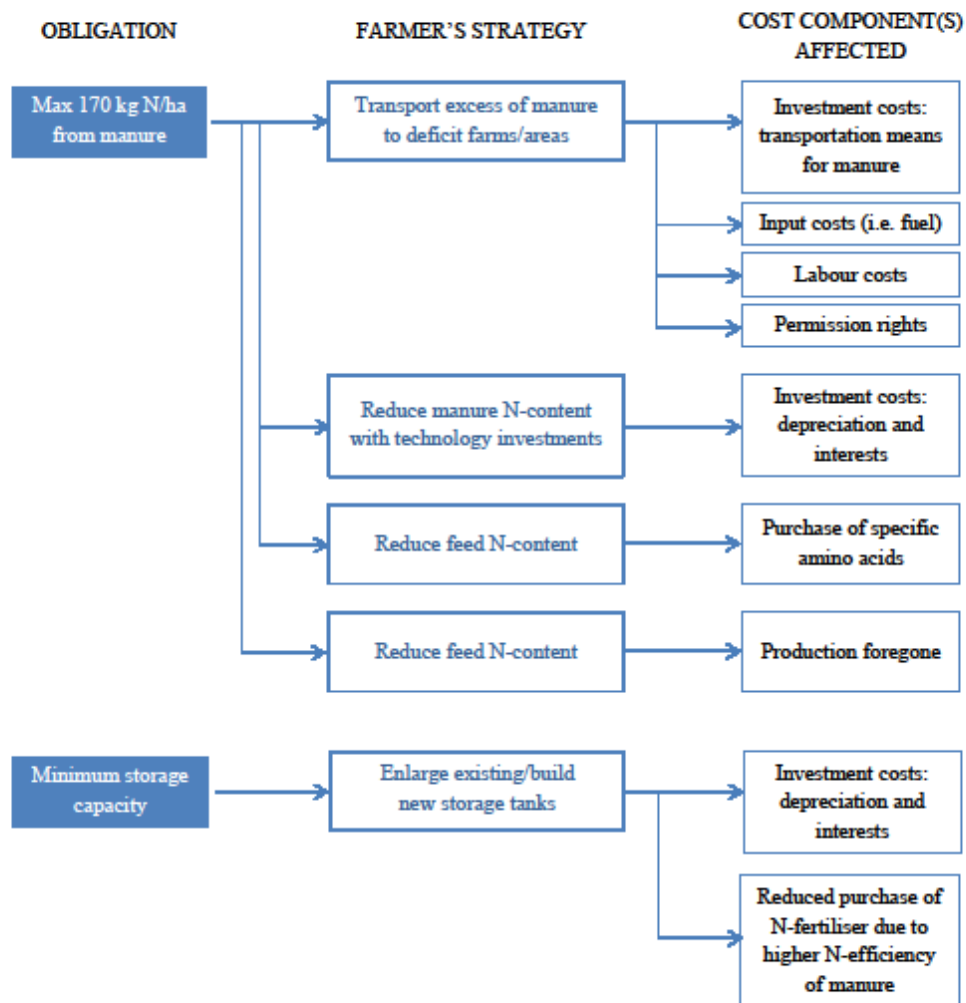 OBLIGATION
FARMER'S STRATEGY
COST COMPONENT(S)
AFFECTED
Max 170 kg N/ha
from manure
Transport excess of manure
to deficit farms/areas
Investment costs:
transportation means
for manure
Input costs (i.e. fuel)
Labour costs
Permission rights
Reduce manure N-content
with technology investments
Investment costs:
depreciation and
interests
Reduce feed N-content
Purchase of specific
amino acids
Reduce feed N-content
Production foregone
Minimum storage
capacity
Enlarge existing/build
new storage tanks
Investment costs:
depreciation and
interests
Reduced purchase of
N-fertiliser due to
higher N-efficiency
of manure